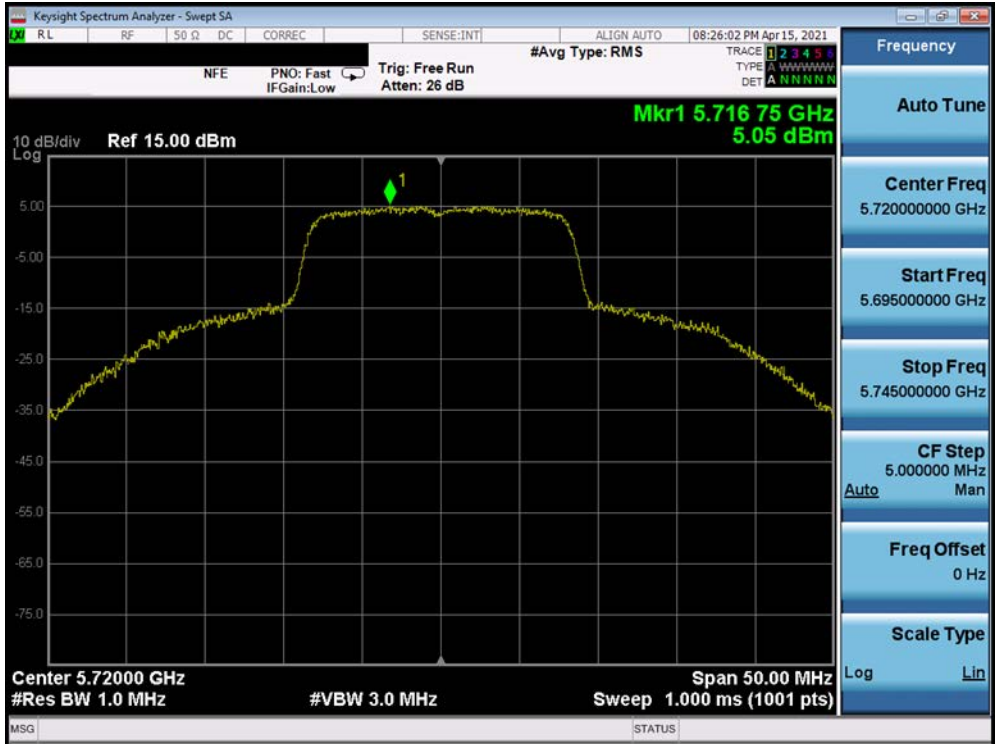 Keysight Spectrum Analyzer - Swept SA
LXI RL RF 50 Ω DC CORREC SENSE:INT ALIGN AUTO 08:26:02 PM Apr 15, 2021
NFE PNO: Fast Trig: Free Run #Avg Type: RMS TRACE 1 2 3 4 5 6
IFGain:Low Atten: 26 dB TYPE A WWWWW
DET A N N N N N
Mkr1 5.716 75 GHz
5.05 dBm
10 dB/div Ref 15.00 dBm
Log
1
5.00
-5.00
-15.0
-25.0
-35.0
-45.0
-55.0
-65.0
-75.0
Center 5.72000 GHz Span 50.00 MHz
#Res BW 1.0 MHz #VBW 3.0 MHz Sweep 1.000 ms (1001 pts)
MSG STATUS
Frequency
Auto Tune
Center Freq
5.720000000 GHz
Start Freq
5.695000000 GHz
Stop Freq
5.745000000 GHz
CF Step
5.000000 MHz
Auto Man
Freq Offset
0 Hz
Scale Type
Log Lin